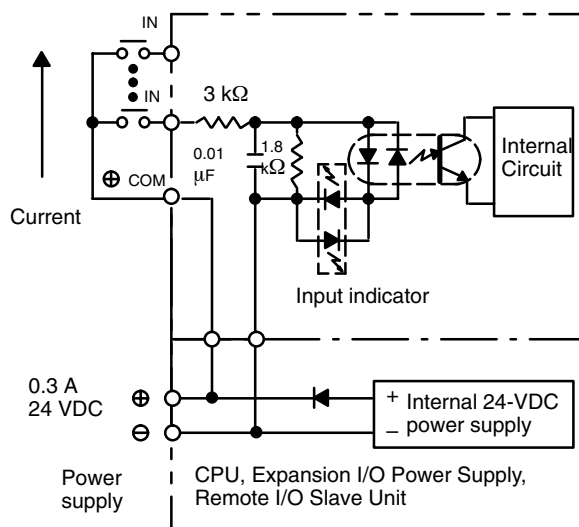 IN
IN
3 kΩ
0.01
μF
1.8
kΩ
Internal
Circuit
⊕ COM
Current
Input indicator
0.3 A
24 VDC
⊕
⊖
+ Internal 24-VDC
– power supply
Power
supply
CPU, Expansion I/O Power Supply,
Remote I/O Slave Unit